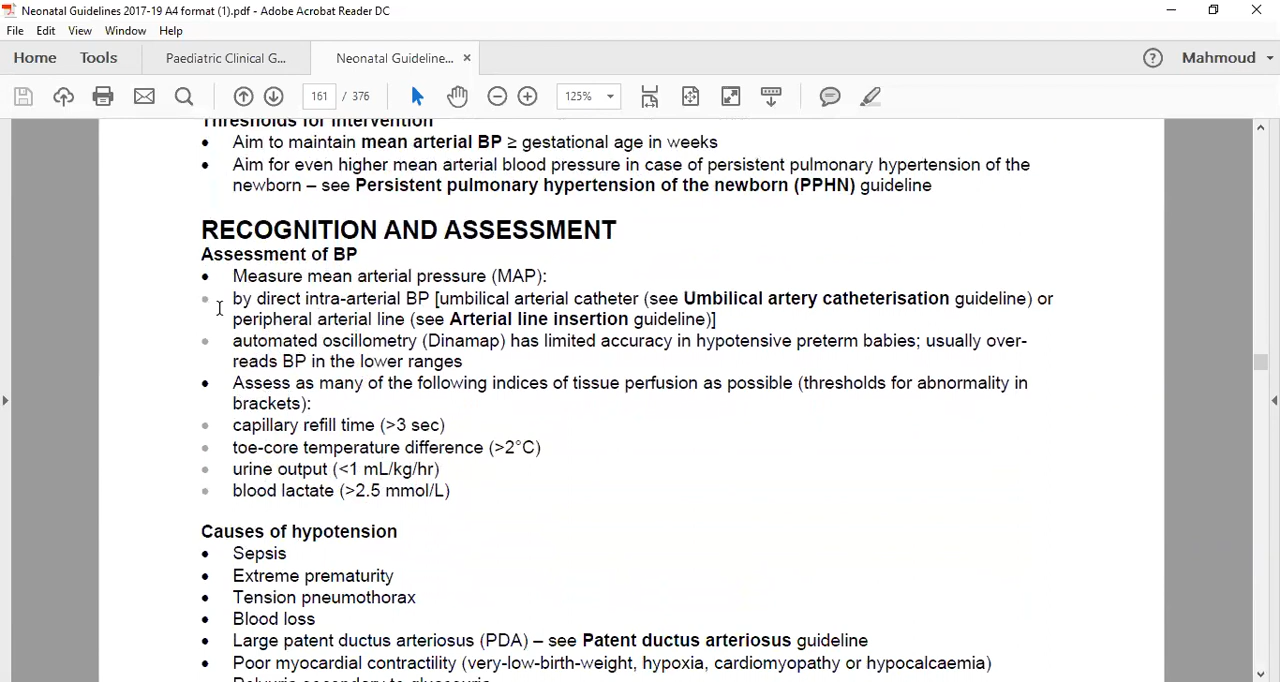 Neonatal Guidelines 2017-19 A4 format (1).pdf - Adobe Acrobat Reader DC
File Edit View Window Help
Home Tools Paediatric Clinical G... Neonatal Guideline... × ? Mahmoud
161 / 376 125%
Thresholds for intervention
• Aim to maintain mean arterial BP ≥ gestational age in weeks
• Aim for even higher mean arterial blood pressure in case of persistent pulmonary hypertension of the
newborn – see Persistent pulmonary hypertension of the newborn (PPHN) guideline
RECOGNITION AND ASSESSMENT
Assessment of BP
• Measure mean arterial pressure (MAP):
• by direct intra-arterial BP [umbilical arterial catheter (see Umbilical artery catheterisation guideline) or
peripheral arterial line (see Arterial line insertion guideline)]
• automated oscillometry (Dinamap) has limited accuracy in hypotensive preterm babies; usually over-
reads BP in the lower ranges
• Assess as many of the following indices of tissue perfusion as possible (thresholds for abnormality in
brackets):
• capillary refill time (>3 sec)
• toe-core temperature difference (>2°C)
• urine output (<1 mL/kg/hr)
• blood lactate (>2.5 mmol/L)
Causes of hypotension
• Sepsis
• Extreme prematurity
• Tension pneumothorax
• Blood loss
• Large patent ductus arteriosus (PDA) – see Patent ductus arteriosus guideline
• Poor myocardial contractility (very-low-birth-weight, hypoxia, cardiomyopathy or hypocalcaemia)
Polyuria secondary to glucosuria